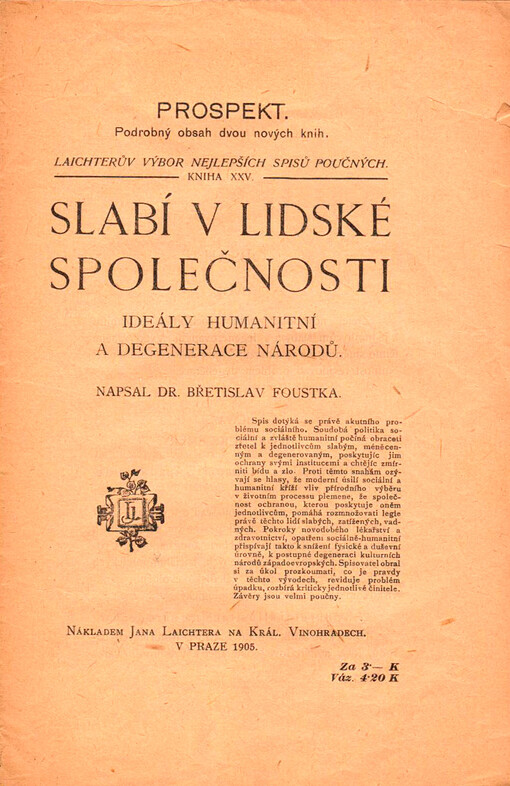 PROSPEKT.
Podrobný obsah dvou nových knih.
LAICHTERŮV VÝBOR NEJLEPŠÍCH SPISŮ POUČNÝCH.
KNIHA XXV.
SLABÍ V LIDSKÉ
SPOLEČNOSTI
IDEÁLY HUMANITNÍ
A DEGENERACE NÁRODŮ.
NAPSAL DR. BŘETISLAV FOUSTKA.
Spis dotýká se právě akutního pro-
blému sociálního. Soudobá politika so-
ciální a zvláště humanitní počíná obraceti
zřetel k jednotlivcům slabým, méněcen-
ným a degenerovaným, poskytujíc jim
ochrany svými institucemi a chtějíc zmír-
niti bídu a zlo. Proti těmto snahám ozý-
vají se hlasy, že moderní úsilí sociální a
humanitní kříží vliv přírodního výběru
v životním processu plemene, že společ-
nost ochranou, kterou poskytuje oněm
jednotlivcům, pomáhá rozmnožovati legie
právě těchto lidí slabých, zatížených, vad-
ných. Pokroky novodobého lékařství a
zdravotnictví, opatření sociálně-humanitní
přispívají takto k snížení fysické a duševní
úrovně, k postupné degeneraci kulturních
národů západoevropských. Spisovatel obral
si za úkol prozkoumati, co je pravdy
v těchto vývodech, reviduje problém
úpadku, rozbírá kriticky jednotlivé činitele.
Závěry jsou velmi poučny.
JL
NÁKLADEM JANA LAICHTERA NA KRÁL. VINOHRADECH.
V PRAZE 1905.
Za 3·— K
Váz. 4·20 K